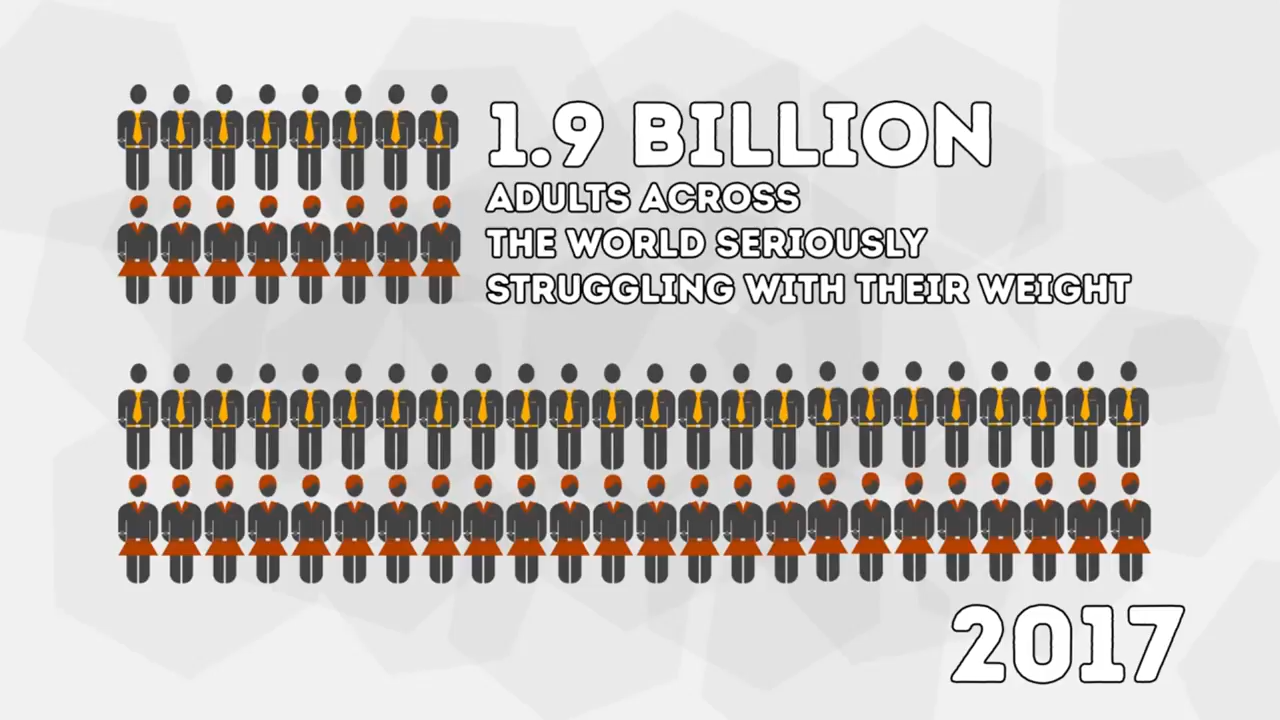 1.9 BILLION
ADULTS ACROSS
THE WORLD SERIOUSLY
STRUGGLING WITH THEIR WEIGHT
2017